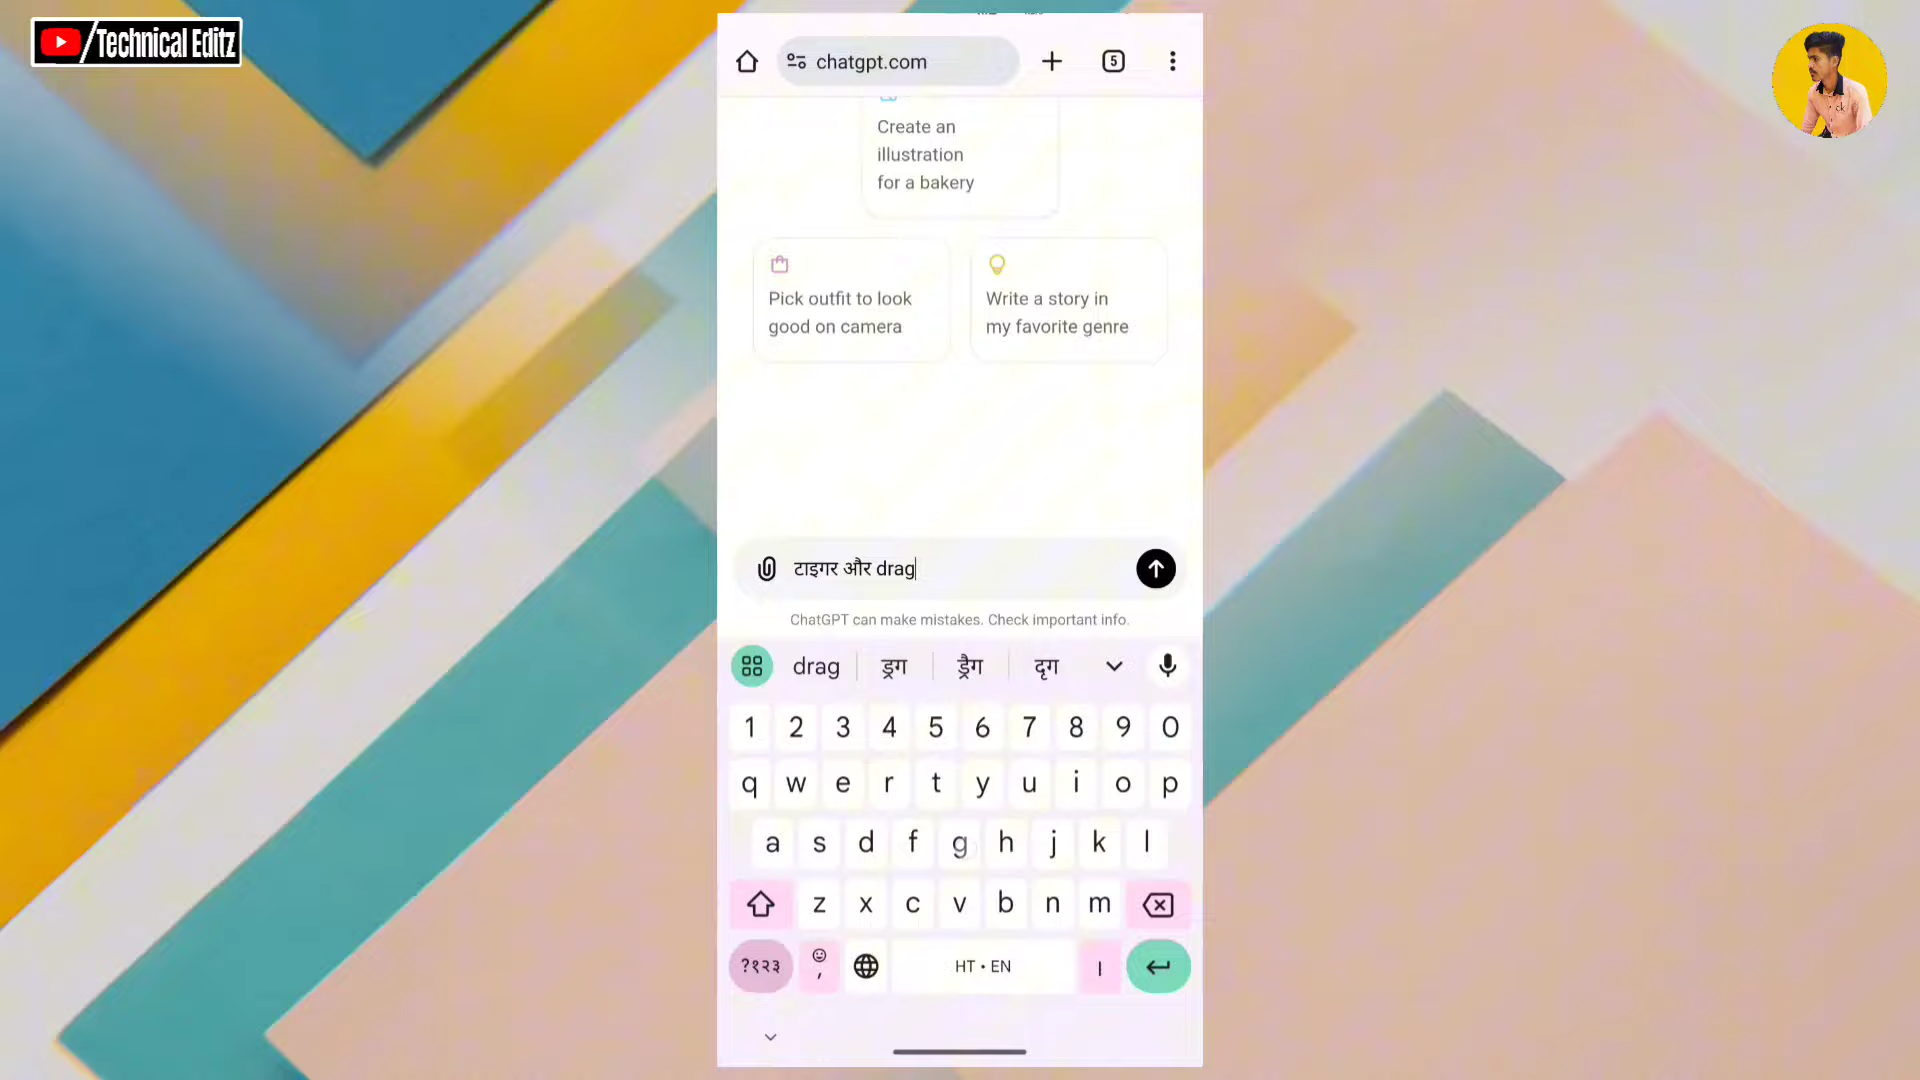 Technical Editz
chatgpt.com
5
Create an
illustration
for a bakery
Pick outfit to look
good on camera
Write a story in
my favorite genre
टाइगर और drag
ChatGPT can make mistakes. Check important info.
drag ड्रग ड्रैग दृग
1 2 3 4 5 6 7 8 9 0
q w e r t y u i o p
a s d f g h j k l
z x c v b n m
?१२३ , HT • EN ।
ck